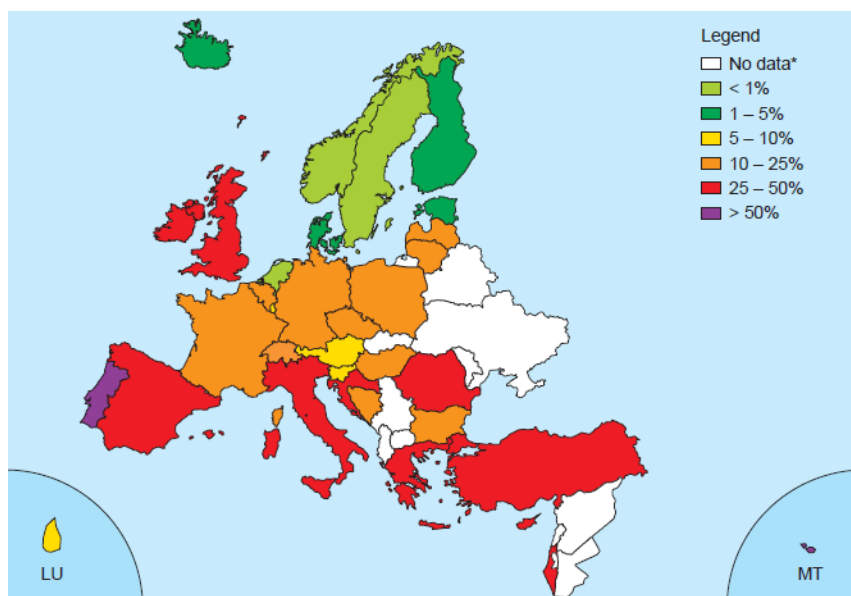 Legend
No data*
< 1%
1 – 5%
5 – 10%
10 – 25%
25 – 50%
> 50%
LU
MT